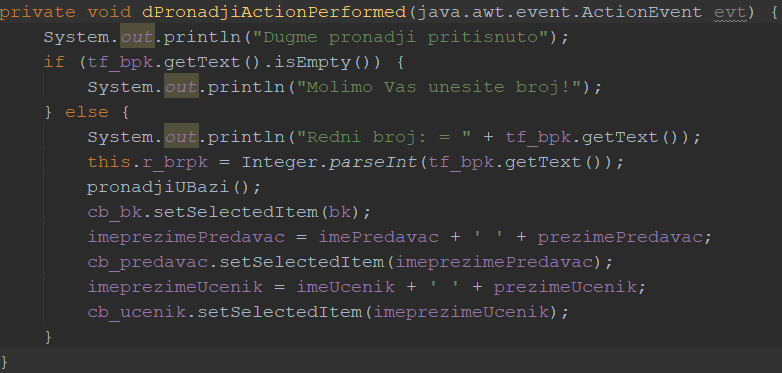 private void dPronadjiActionPerformed(java.awt.event.ActionEvent evt) {
    System.out.println("Dugme pronadji pritisnuto");
    if (tf_bpk.getText().isEmpty()) {
        System.out.println("Molimo Vas unesite broj!");
    } else {
        System.out.println("Redni broj: = " + tf_bpk.getText());
        this.r_brpk = Integer.parseInt(tf_bpk.getText());
        pronadjiUBazi();
        cb_bk.setSelectedItem(bk);
        imeprezimePredavac = imePredavac + ' ' + prezimePredavac;
        cb_predavac.setSelectedItem(imeprezimePredavac);
        imeprezimeUcenik = imeUcenik + ' ' + prezimeUcenik;
        cb_ucenik.setSelectedItem(imeprezimeUcenik);
    }
}